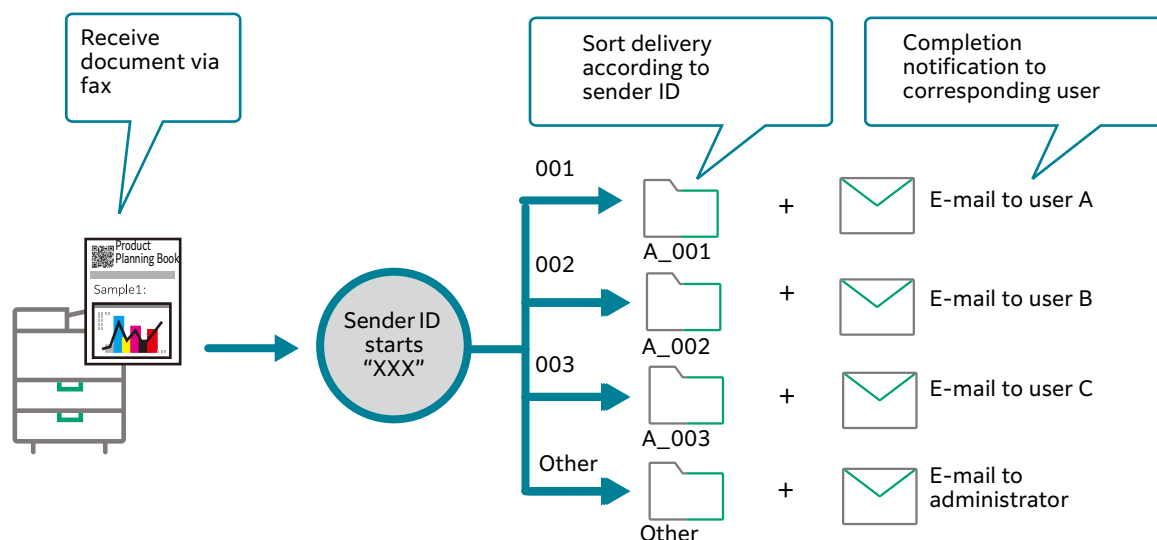 Receive
document via
fax
Sort delivery
according to
sender ID
Completion
notification to
corresponding user
Product
Planning Book
Sample1:
Sender ID
starts
“XXX”
001
A_001
+
E-mail to user A
002
A_002
+
E-mail to user B
003
A_003
+
E-mail to user C
Other
Other
+
E-mail to
administrator